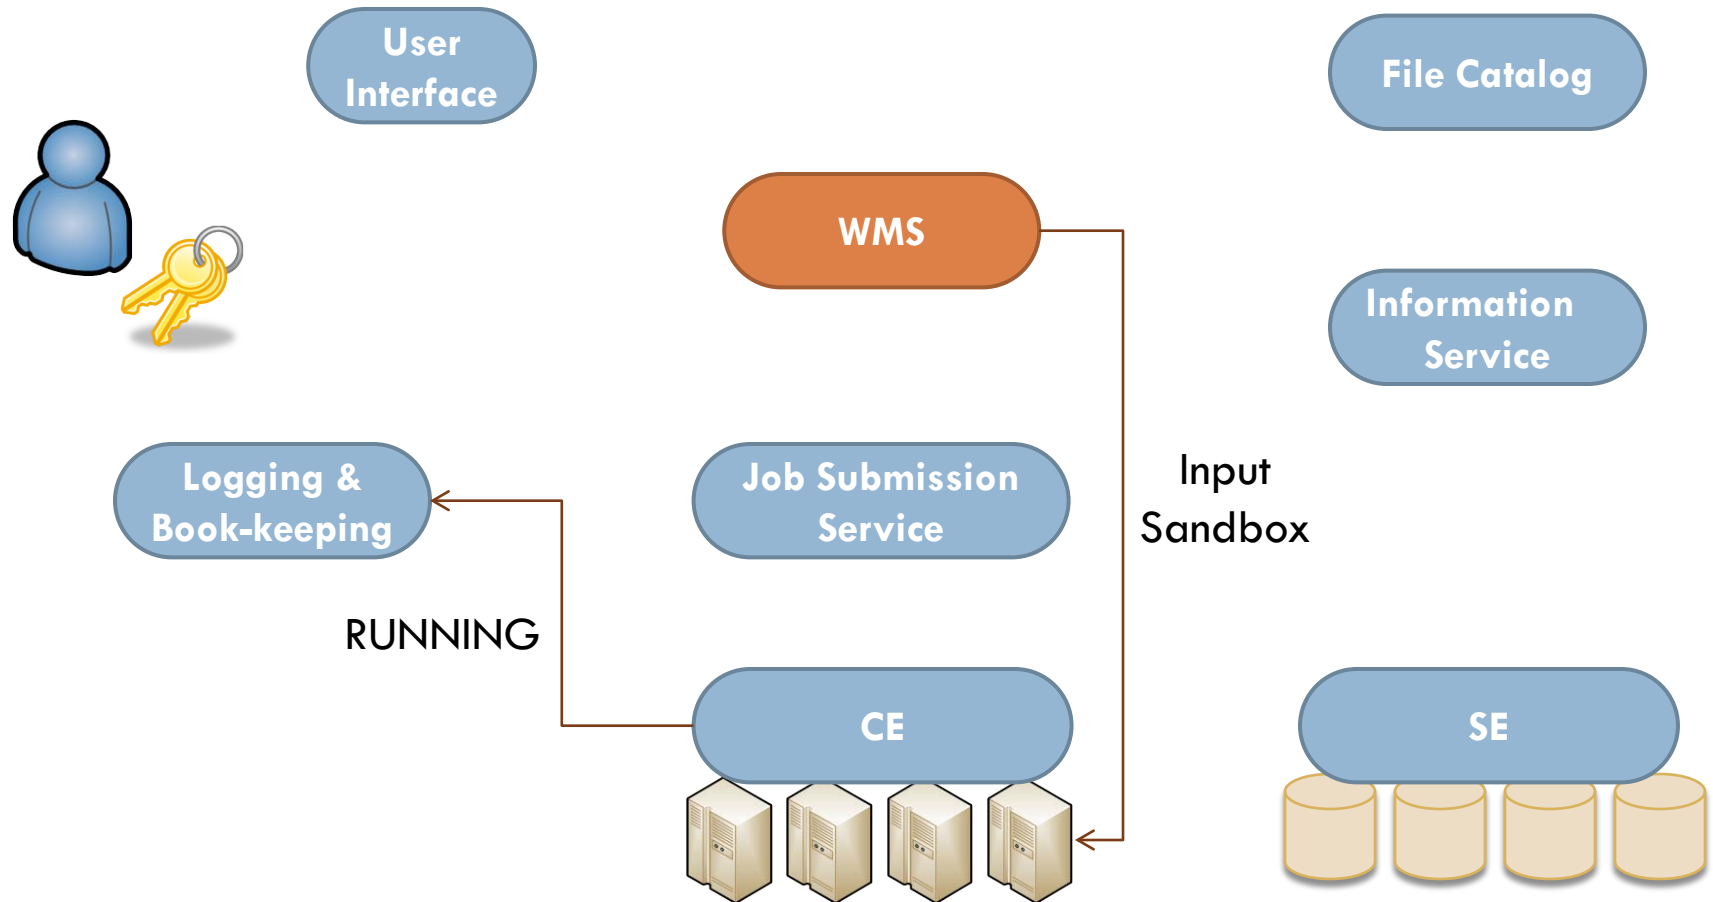 User
Interface
File Catalog
WMS
Information
Service
Logging &
Book-keeping
Job Submission
Service
Input
Sandbox
RUNNING
CE
SE